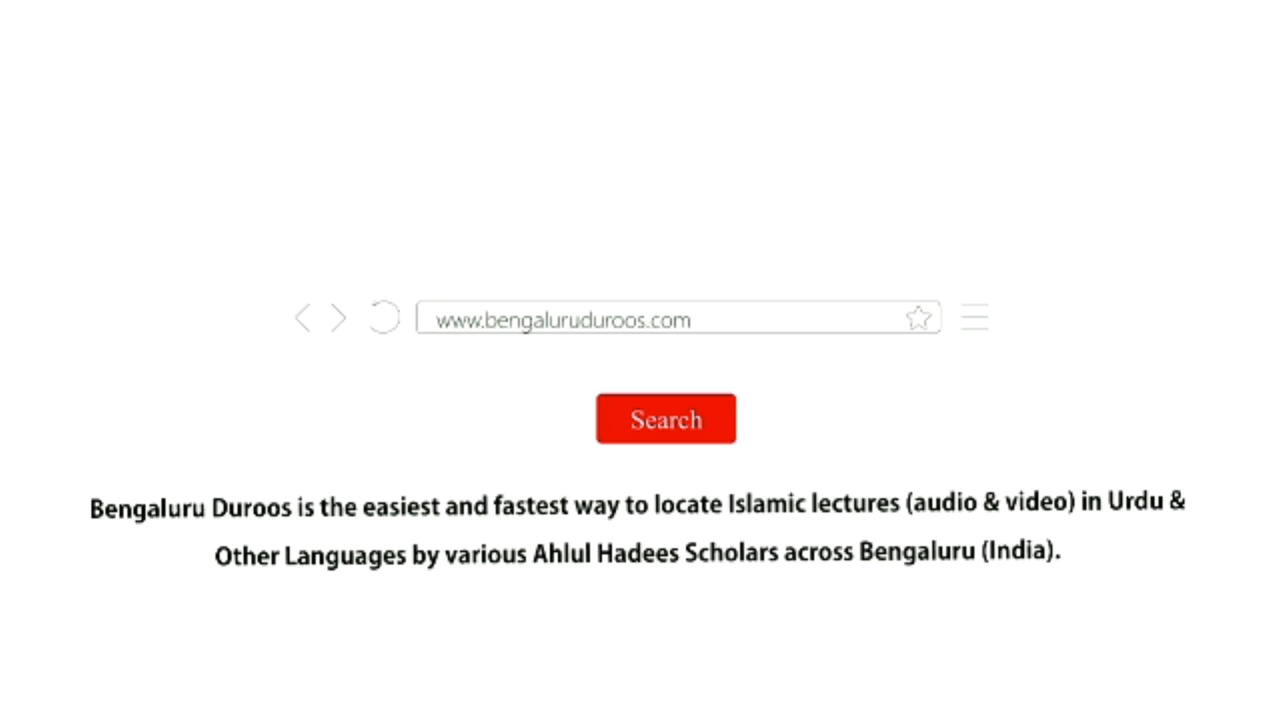 www.bengaluruduroos.com
Search
Bengaluru Duroos is the easiest and fastest way to locate Islamic lectures (audio & video) in Urdu &
Other Languages by various Ahlul Hadees Scholars across Bengaluru (India).